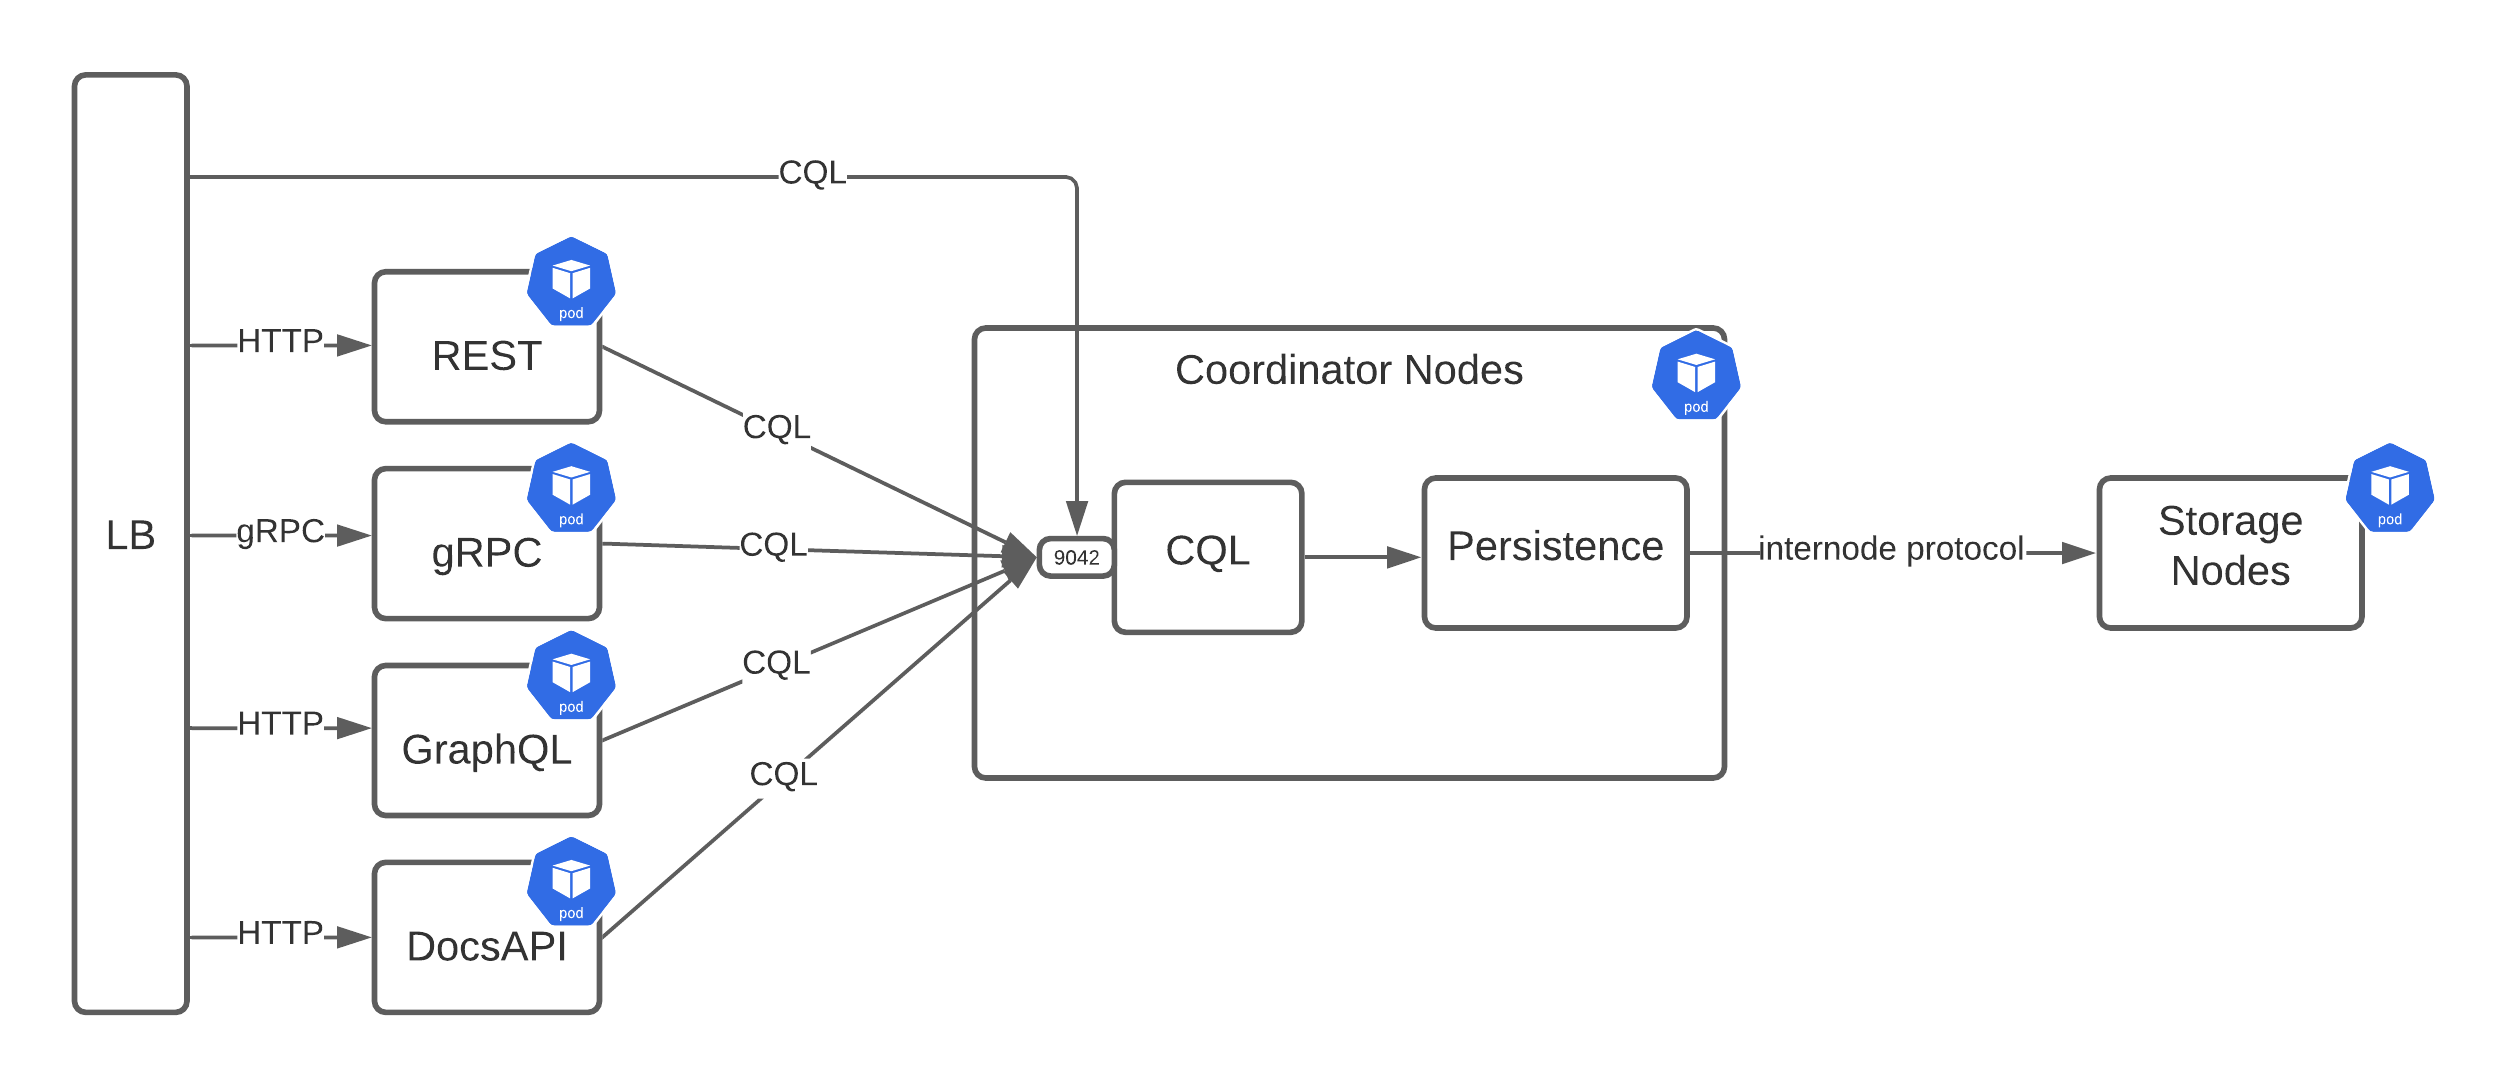 LB
CQL
HTTP
pod
REST
CQL
gRPC
pod
gRPC
CQL
HTTP
pod
GraphQL
CQL
HTTP
pod
DocsAPI
CQL
Coordinator Nodes
pod
9042
CQL
Persistence
internode protocol
pod
Storage
Nodes